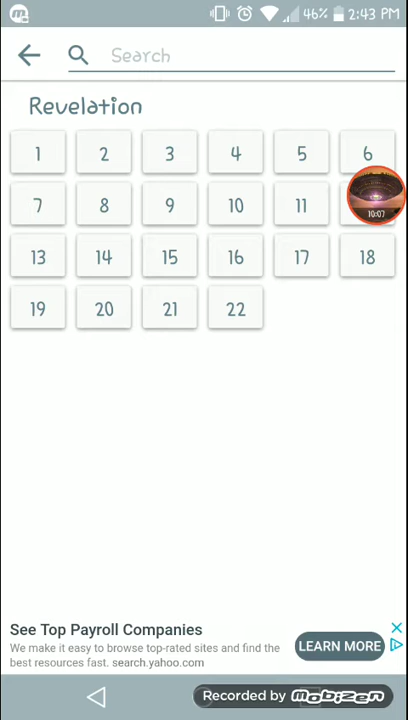 46% 2:43 PM
Search
Revelation
1 2 3 4 5 6
7 8 9 10 11
10:07
13 14 15 16 17 18
19 20 21 22
See Top Payroll Companies
We make it easy to browse top-rated sites and find the
best resources fast. search.yahoo.com
LEARN MORE
Recorded by mobizen